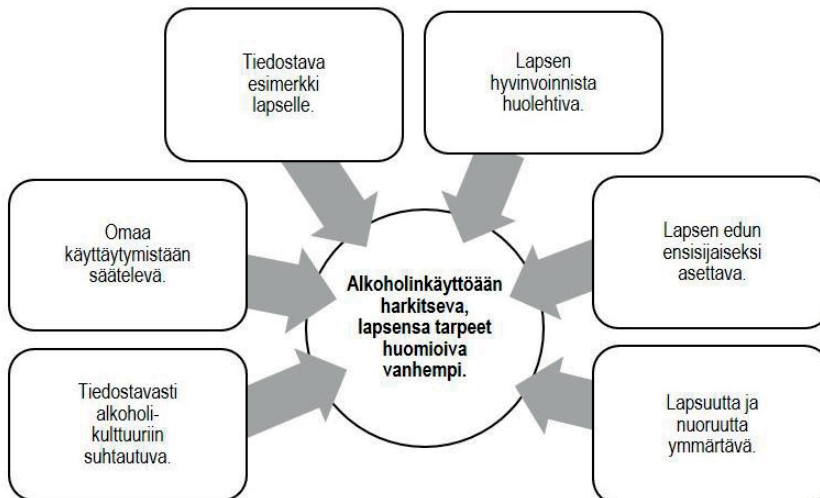 Tiedostava
esimerkki
lapselle.
Lapsen
hyvinvoinnista
huolehtiva.
Omaa
käyttäytymistään
säätelevä.
Lapsen edun
ensisijaiseksi
asettava.
Alkoholinkäyttöään
harkitseva,
lapsensa tarpeet
huomioiva
vanhempi.
Tiedostavasti
alkoholi-
kulttuuriin
suhtautuva.
Lapsuutta ja
nuoruutta
ymmärtävä.